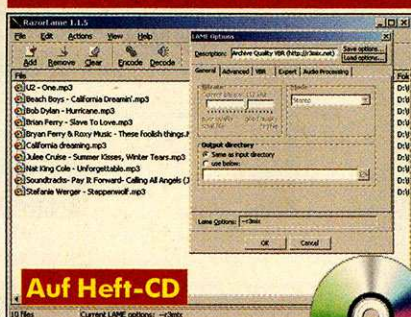 RazorLame 1.1.5
File Edit Actions View Help
Add Remove Clear Encode Decode
File
U2 - One.mp3
Beach Boys - California Dreamin'.mp3
Bob Dylan - Hurricane.mp3
Brian Ferry - Slave To Love.mp3
Bryan Ferry & Roxy Music - These foolish things.
California dreaming.mp3
Julee Cruise - Summer Kisses, Winter Tears.mp3
Nat King Cole - Unforgettable.mp3
Soundtracks- Pay It Forward- Calling All Angels (
Stefanie Werger - Steppenwolf.mp3
10 files Current LAME options: --r3mix
LAME Options
Description: Archive Quality VBR (http://r3mix.net)
Save options...
Load options...
General Advanced VBR Expert Audio Processing
Bitrate
Mode
Stereo
Output directory
Same as input directory
use below:
Lame Options: --r3mix
OK Cancel
Fol
D:\
D:\
D:\
D:\
D:\
D:\
D:\
D:\
D:\
D:\
Auf Heft-CD